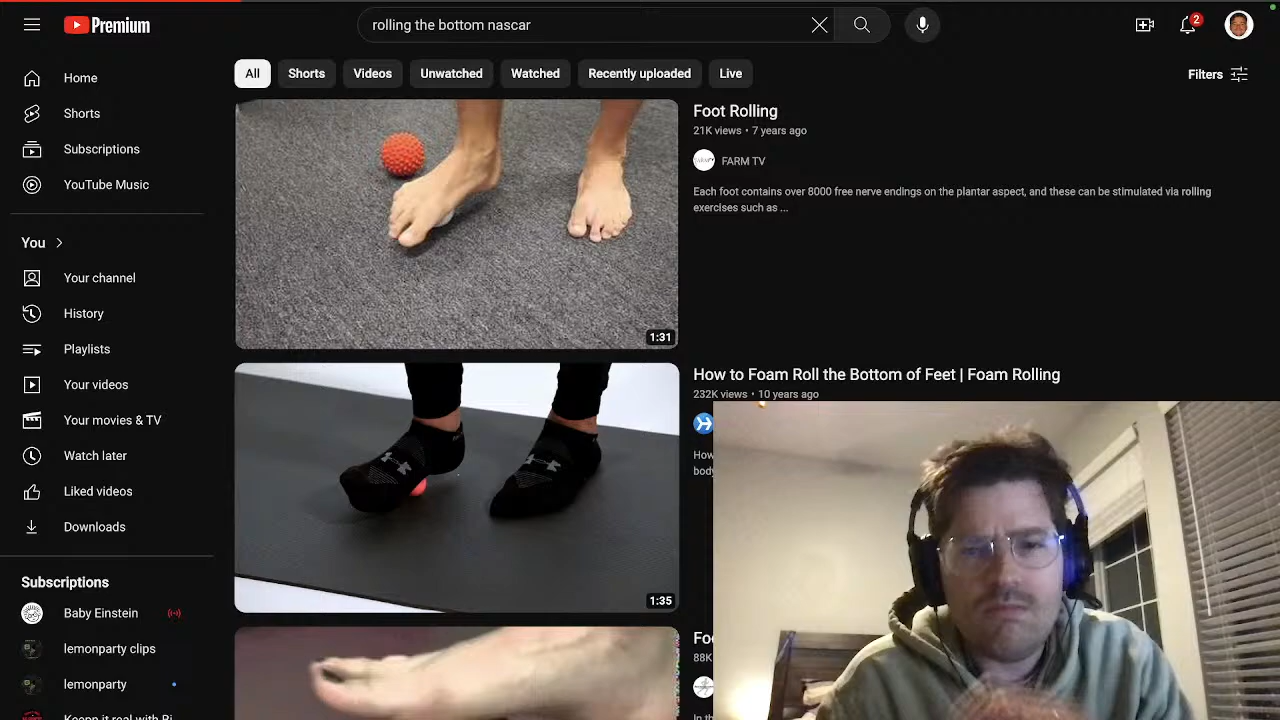 Premium
rolling the bottom nascar
2
Home
Shorts
Subscriptions
YouTube Music
You
Your channel
History
Playlists
Your videos
Your movies & TV
Watch later
Liked videos
Downloads
Subscriptions
Baby Einstein
lemonparty clips
lemonparty
All
Shorts
Videos
Unwatched
Watched
Recently uploaded
Live
Filters
1:31
Foot Rolling
21K views • 7 years ago
FARM TV
Each foot contains over 8000 free nerve endings on the plantar aspect, and these can be stimulated via rolling
exercises such as ...
1:35
How to Foam Roll the Bottom of Feet | Foam Rolling
232K views • 10 years ago
How
body
Foo
88K